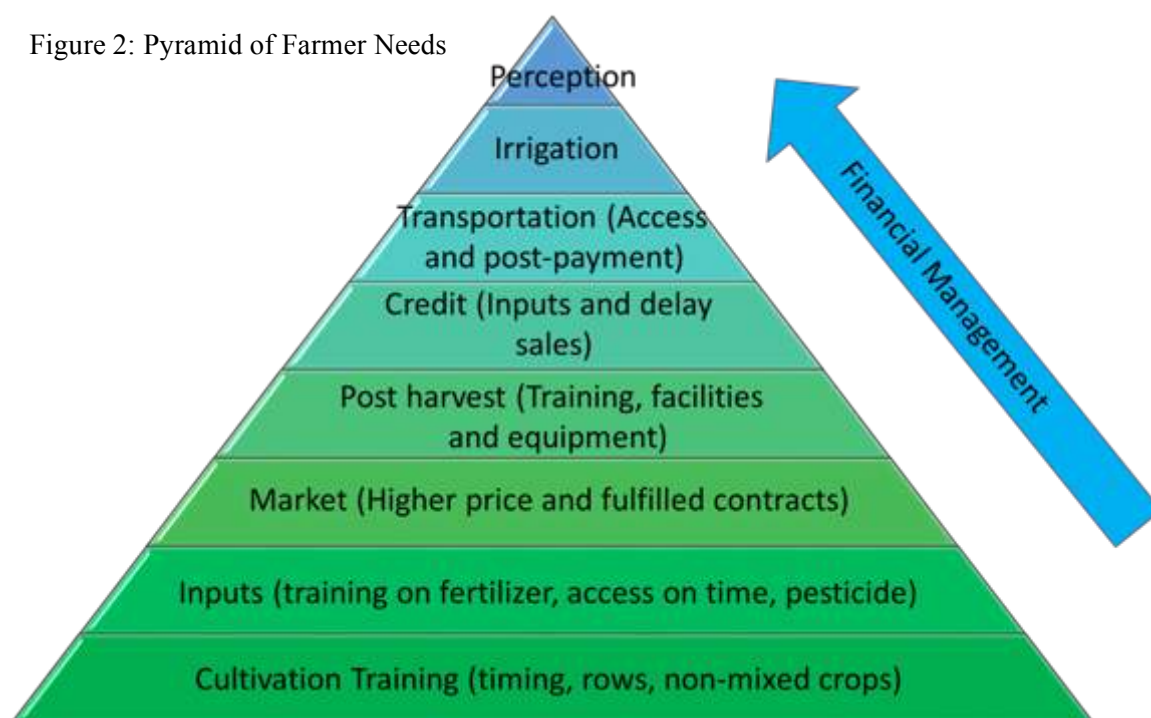 Figure 2: Pyramid of Farmer Needs
Perception
Irrigation
Transportation (Access
and post-payment)
Credit (Inputs and delay
sales)
Post harvest (Training, facilities
and equipment)
Market (Higher price and fulfilled contracts)
Inputs (training on fertilizer, access on time, pesticide)
Cultivation Training (timing, rows, non-mixed crops)
Financial Management